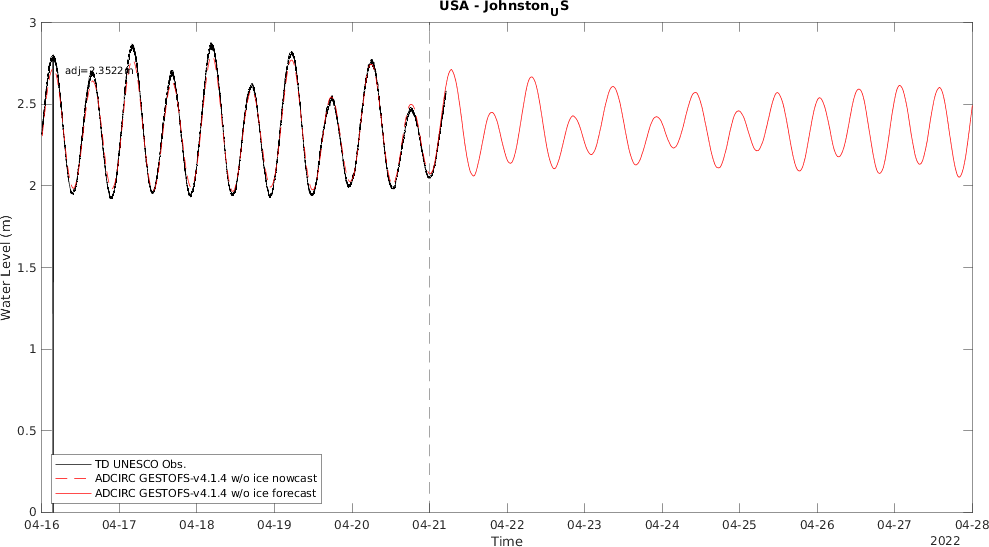 USA - Johnston_US
3
2.5
2
1.5
1
0.5
0
adj=2.3522m
Water Level (m)
TD UNESCO Obs.
ADCIRC GESTOFS-v4.1.4 w/o ice nowcast
ADCIRC GESTOFS-v4.1.4 w/o ice forecast
04-16 04-17 04-18 04-19 04-20 04-21 04-22 04-23 04-24 04-25 04-26 04-27 04-28
Time
2022